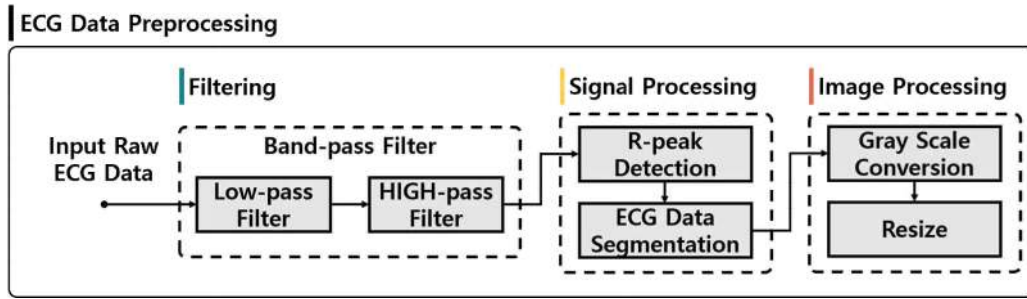 ECG Data Preprocessing
Filtering
Signal Processing
Image Processing
Input Raw
ECG Data
Band-pass Filter
Low-pass
Filter
HIGH-pass
Filter
R-peak
Detection
ECG Data
Segmentation
Gray Scale
Conversion
Resize